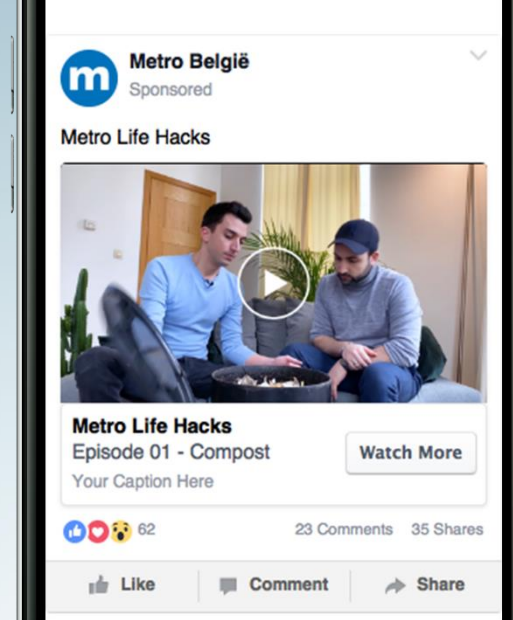 m
Metro België
Sponsored
Metro Life Hacks
Metro Life Hacks
Episode 01 - Compost
Watch More
Your Caption Here
62
23 Comments
35 Shares
Like
Comment
Share